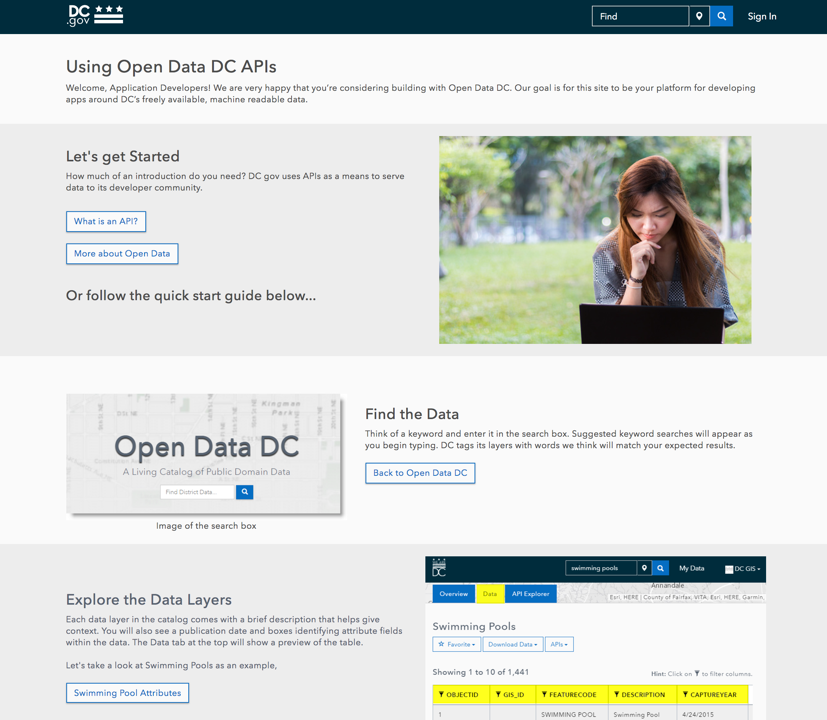 DC
.gov
Find
Sign In
Using Open Data DC APIs
Welcome, Application Developers! We are very happy that you're considering building with Open Data DC. Our goal is for this site to be your platform for developing
apps around DC's freely available, machine readable data.
Let's get Started
How much of an introduction do you need? DC gov uses APIs as a means to serve
data to its developer community.
What is an API?
More about Open Data
Or follow the quick start guide below...
Kingman
Park
Open Data DC
A Living Catalog of Public Domain Data
Find District Data...
Image of the search box
Find the Data
Think of a keyword and enter it in the search box. Suggested keyword searches will appear as
you begin typing. DC tags its layers with words we think will match your expected results.
Back to Open Data DC
Explore the Data Layers
Each data layer in the catalog comes with a brief description that helps give
context. You will also see a publication date and boxes identifying attribute fields
within the data. The Data tab at the top will show a preview of the table.
Let's take a look at Swimming Pools as an example,
Swimming Pool Attributes
DC
swimming pools
My Data
DC GIS
Annandale
Overview
Data
API Explorer
Esri, HERE | County of Fairfax, VITA, Esri, HERE, Garmin,
Swimming Pools
Favorite
Download Data
APIs
Showing 1 to 10 of 1,441
Hint: Click on to filter columns.
OBJECTID GIS_ID FEATURECODE DESCRIPTION CAPTUREYEAR
1 SWIMMING POOL Swimming Pool 4/24/2015